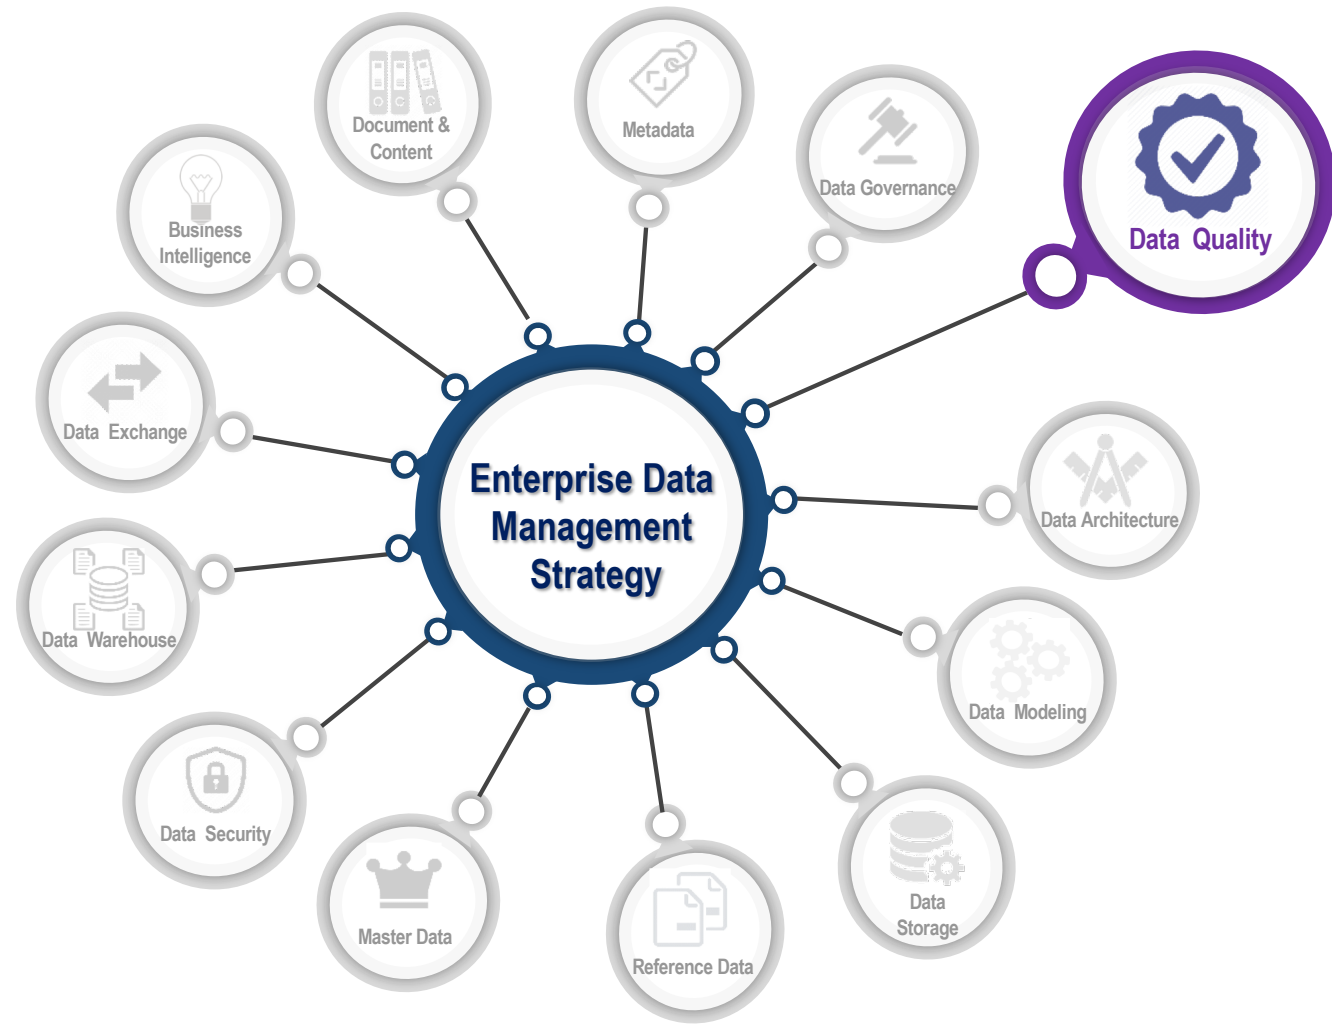 Document &
Content
Metadata
Data Governance
Data Quality
Business
Intelligence
Data Exchange
Enterprise Data
Management
Strategy
Data Architecture
Data Warehouse
Data Modeling
Data Security
Data
Storage
Master Data
Reference Data